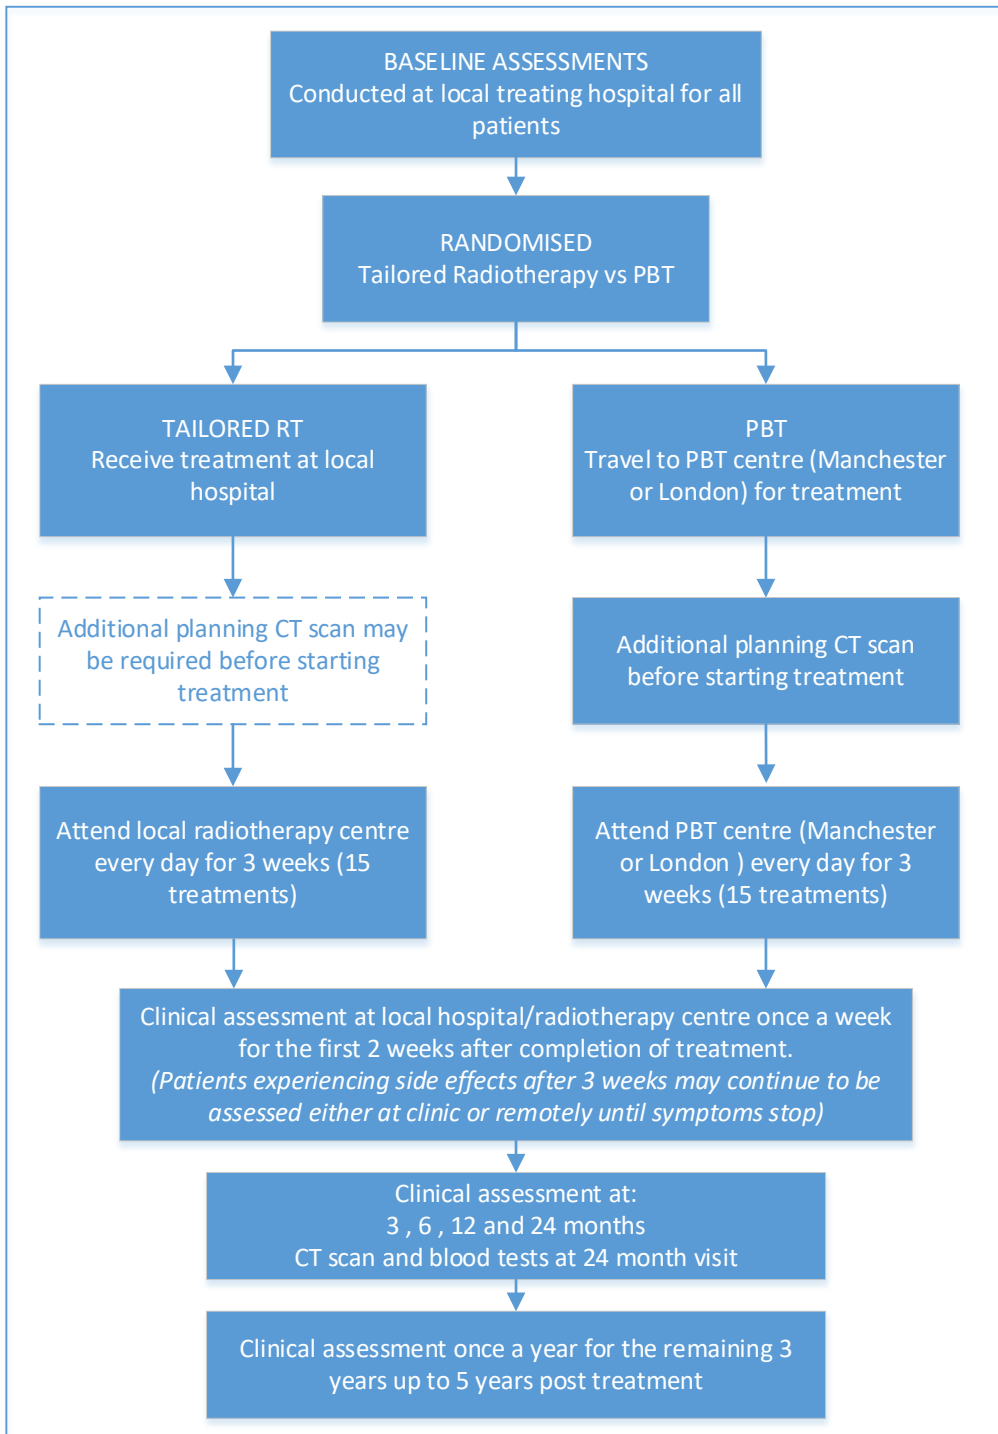 BASELINE ASSESSMENTS
Conducted at local treating hospital for all
patients
RANDOMISED
Tailored Radiotherapy vs PBT
TAILORED RT
Receive treatment at local
hospital
PBT
Travel to PBT centre (Manchester
or London) for treatment
Additional planning CT scan may
be required before starting
treatment
Additional planning CT scan
before starting treatment
Attend local radiotherapy centre
every day for 3 weeks (15
treatments)
Attend PBT centre (Manchester
or London ) every day for 3
weeks (15 treatments)
Clinical assessment at local hospital/radiotherapy centre once a week
for the first 2 weeks after completion of treatment.
(Patients experiencing side effects after 3 weeks may continue to be
assessed either at clinic or remotely until symptoms stop)
Clinical assessment at:
3 , 6 , 12 and 24 months
CT scan and blood tests at 24 month visit
Clinical assessment once a year for the remaining 3
years up to 5 years post treatment